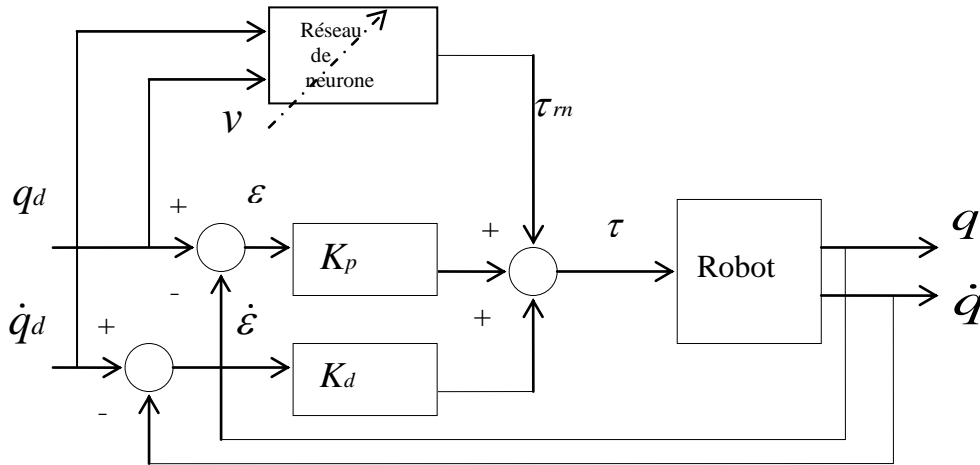 Réseau
de
neurone
v
τrn
qd
+
ε
Kp
+
τ
Robot
q
-
+
q̇d
+
ε̇
Kd
q̇
-